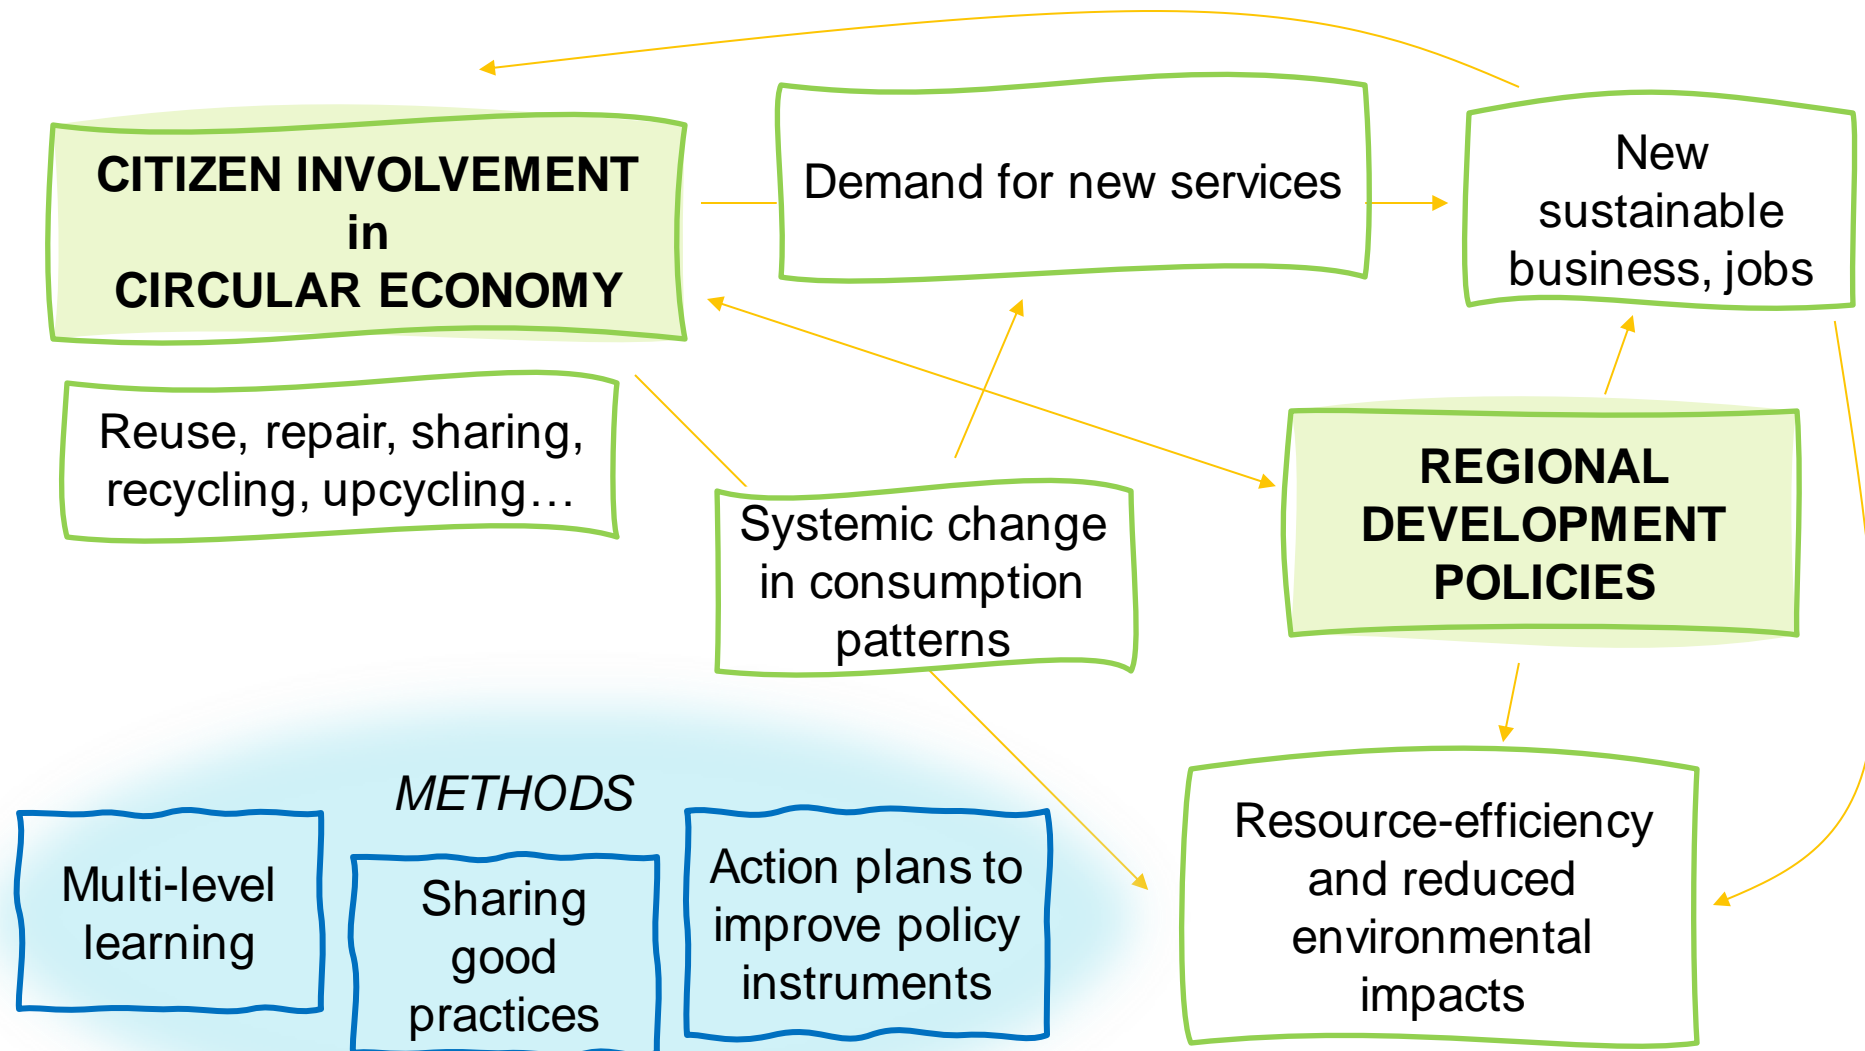 CITIZEN INVOLVEMENT
in
CIRCULAR ECONOMY
Demand for new services
New
sustainable
business, jobs
Reuse, repair, sharing,
recycling, upcycling…
Systemic change
in consumption
patterns
REGIONAL
DEVELOPMENT
POLICIES
METHODS
Multi-level
learning
Sharing
good
practices
Action plans to
improve policy
instruments
Resource-efficiency
and reduced
environmental
impacts